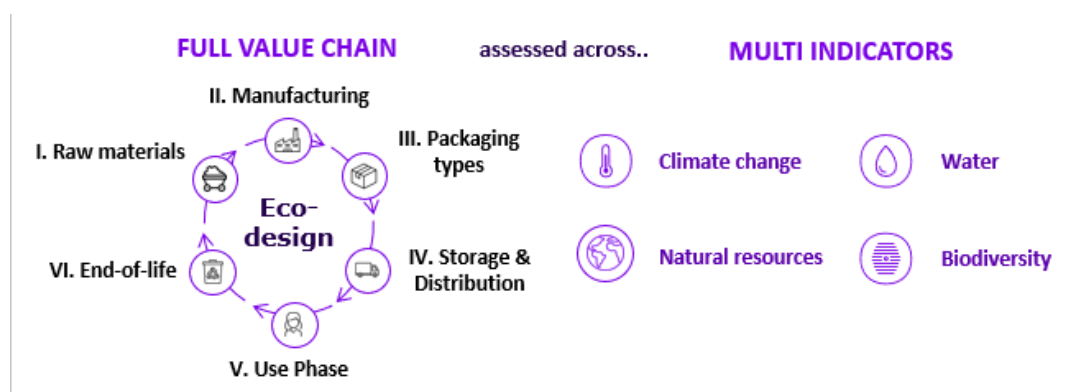 FULL VALUE CHAIN
assessed across..
MULTI INDICATORS
II. Manufacturing
I. Raw materials
III. Packaging
types
Eco-
design
VI. End-of-life
IV. Storage &
Distribution
V. Use Phase
Climate change
Water
Natural resources
Biodiversity